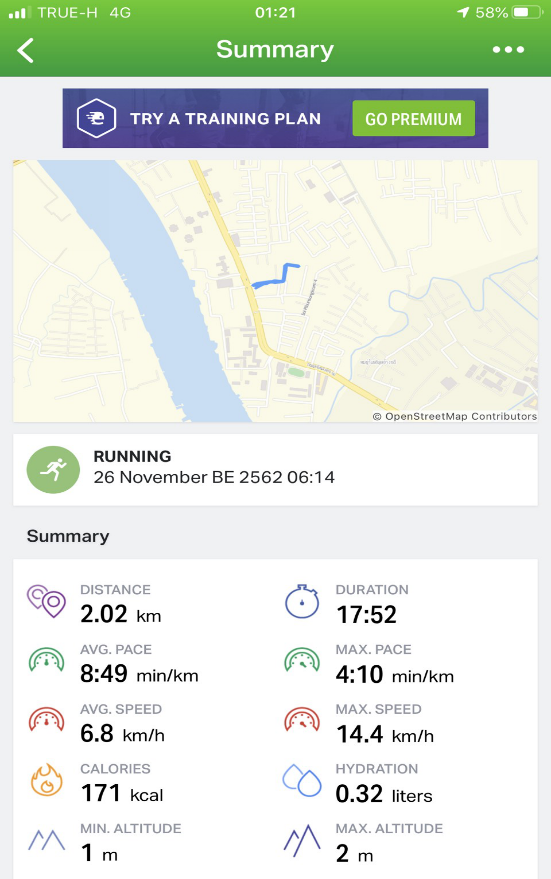 TRUE-H 4G 01:21 58%
Summary
TRY A TRAINING PLAN GO PREMIUM
© OpenStreetMap Contributors
RUNNING
26 November BE 2562 06:14
Summary
DISTANCE DURATION
2.02 km 17:52
AVG. PACE MAX. PACE
8:49 min/km 4:10 min/km
AVG. SPEED MAX. SPEED
6.8 km/h 14.4 km/h
CALORIES HYDRATION
171 kcal 0.32 liters
MIN. ALTITUDE MAX. ALTITUDE
1 m 2 m